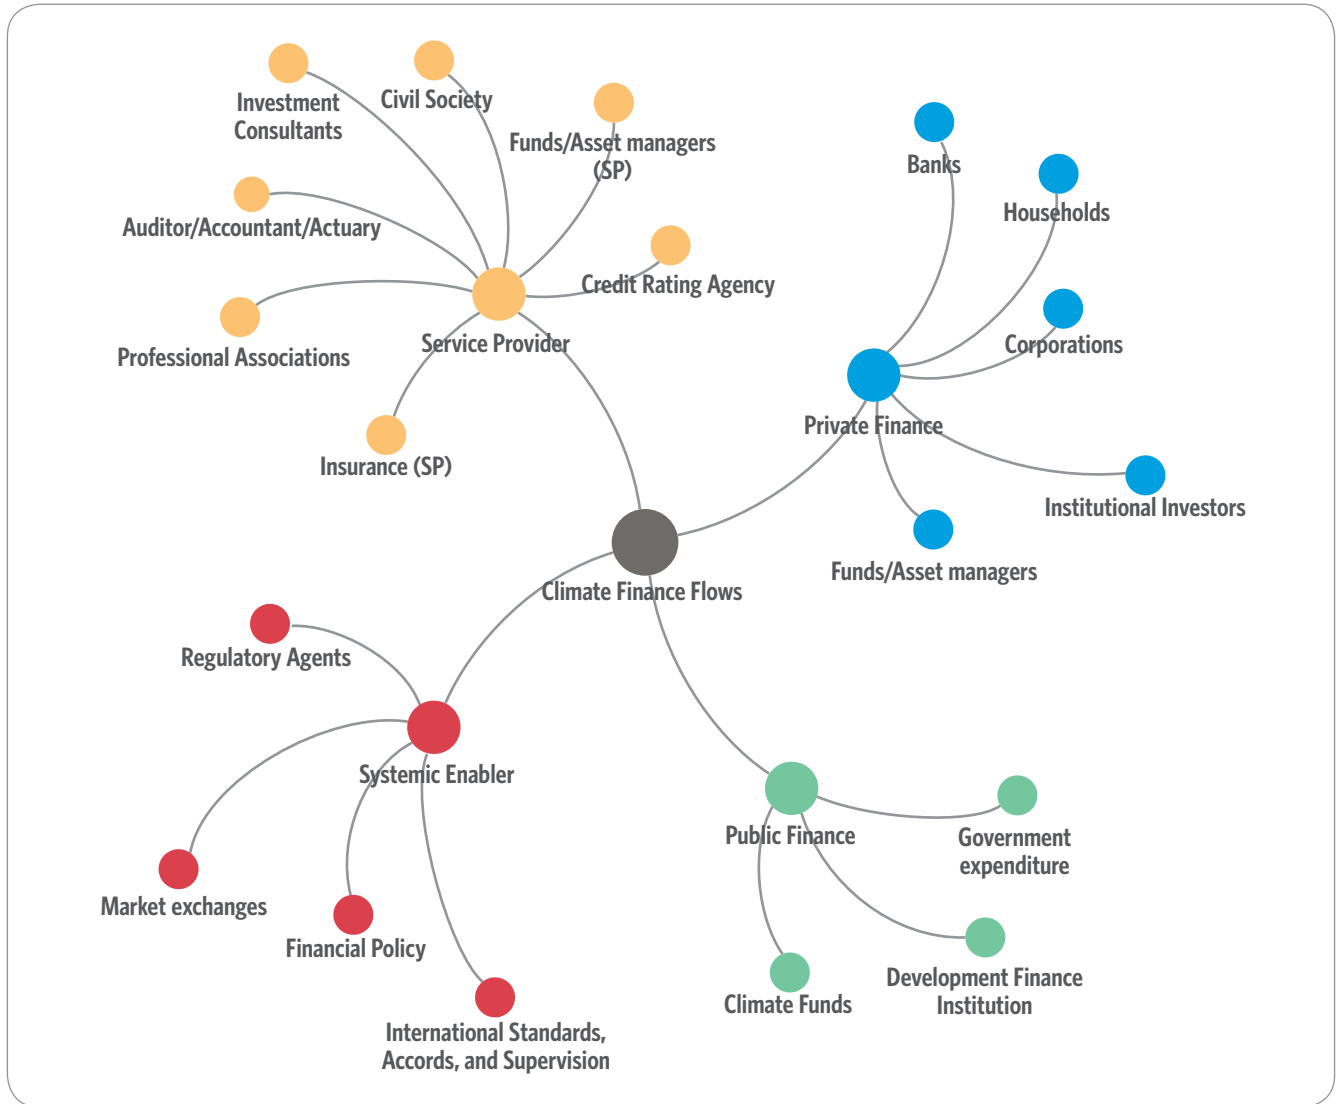 Investment
Consultants
Civil Society
Funds/Asset managers
(SP)
Auditor/Accountant/Actuary
Credit Rating Agency
Professional Associations
Service Provider
Insurance (SP)
Banks
Households
Corporations
Private Finance
Institutional Investors
Funds/Asset managers
Climate Finance Flows
Regulatory Agents
Systemic Enabler
Market exchanges
Financial Policy
International Standards,
Accords, and Supervision
Public Finance
Government
expenditure
Development Finance
Institution
Climate Funds